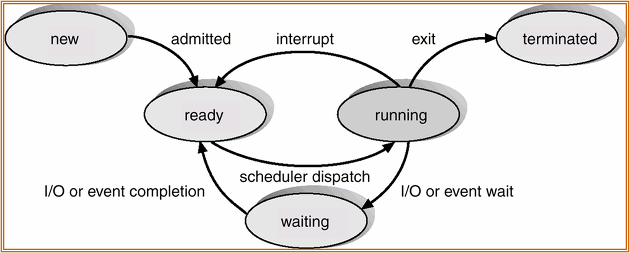 new
admitted
interrupt
exit
terminated
ready
running
scheduler dispatch
I/O or event completion
I/O or event wait
waiting